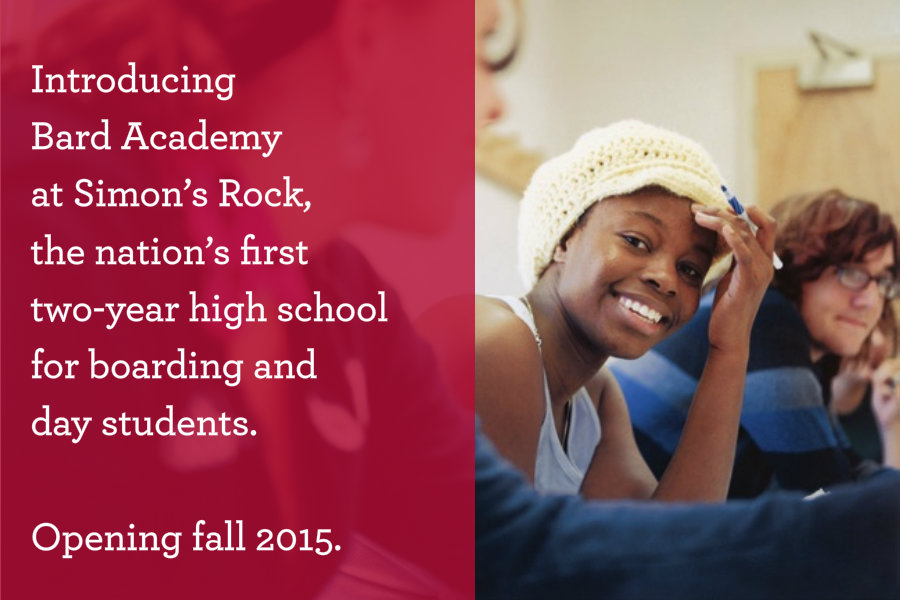 Introducing
Bard Academy
at Simon’s Rock,
the nation’s first
two-year high school
for boarding and
day students.
Opening fall 2015.